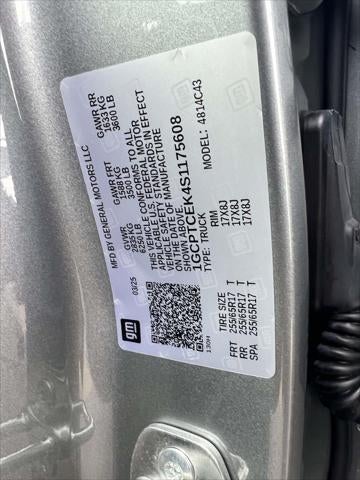 MFD BY GENERAL MOTORS LLC
03/25
GVWR
2835 KG
6250 LB
GAWR FRT
1588 KG
3500 LB
GAWR RR
1633 KG
3600 LB
THIS VEHICLE CONFORMS TO ALL
APPLICABLE U.S. FEDERAL MOTOR
VEHICLE SAFETY STANDARDS IN EFFECT
ON THE DATE OF MANUFACTURE
SHOWN ABOVE.
1GCPTCEK4S1175608
TYPE: TRUCK
MODEL: 4814C43
gm
TIRE SIZE
RIM
FRT 255/65R17 T 17X8J
RR 255/65R17 T 17X8J
SPA 255/65R17 T 17X8J